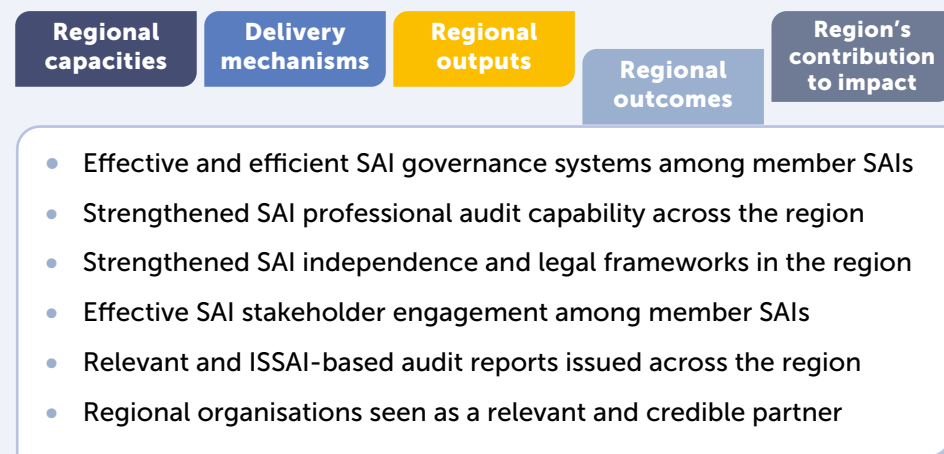 Regional
capacities
Delivery
mechanisms
Regional
outputs
Regional
outcomes
Region’s
contribution
to impact
Effective and efficient SAI governance systems among member SAIs
Strengthened SAI professional audit capability across the region
Strengthened SAI independence and legal frameworks in the region
Effective SAI stakeholder engagement among member SAIs
Relevant and ISSAI-based audit reports issued across the region
Regional organisations seen as a relevant and credible partner